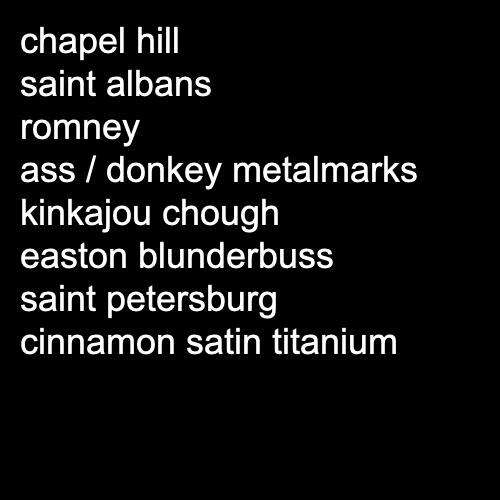 chapel hill
saint albans
romney
ass / donkey metalmarks
kinkajou chough
easton blunderbuss
saint petersburg
cinnamon satin titanium